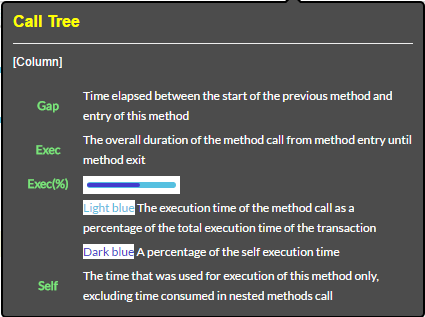 Call Tree
[Column]
Gap
Time elapsed between the start of the previous method and
entry of this method
Exec
The overall duration of the method call from method entry until
method exit
Exec(%)
Light blue The execution time of the method call as a
percentage of the total execution time of the transaction
Dark blue A percentage of the self execution time
Self
The time that was used for execution of this method only,
excluding time consumed in nested methods call